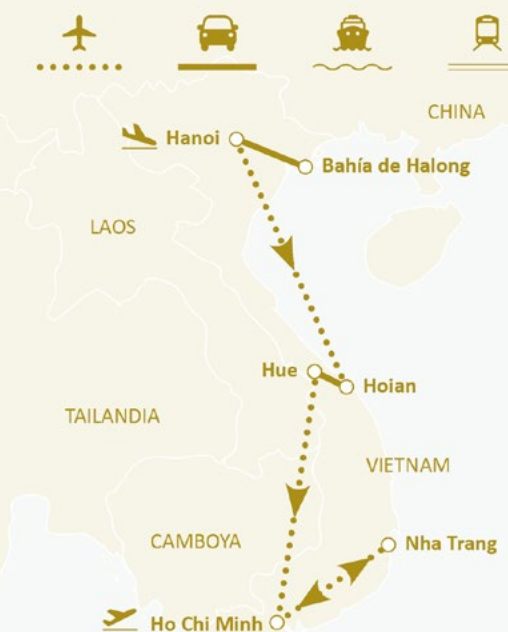 CHINA
Hanoi
Bahía de Halong
LAOS
Hue
Hoian
TAILANDIA
VIETNAM
CAMBOYA
Nha Trang
Ho Chi Minh